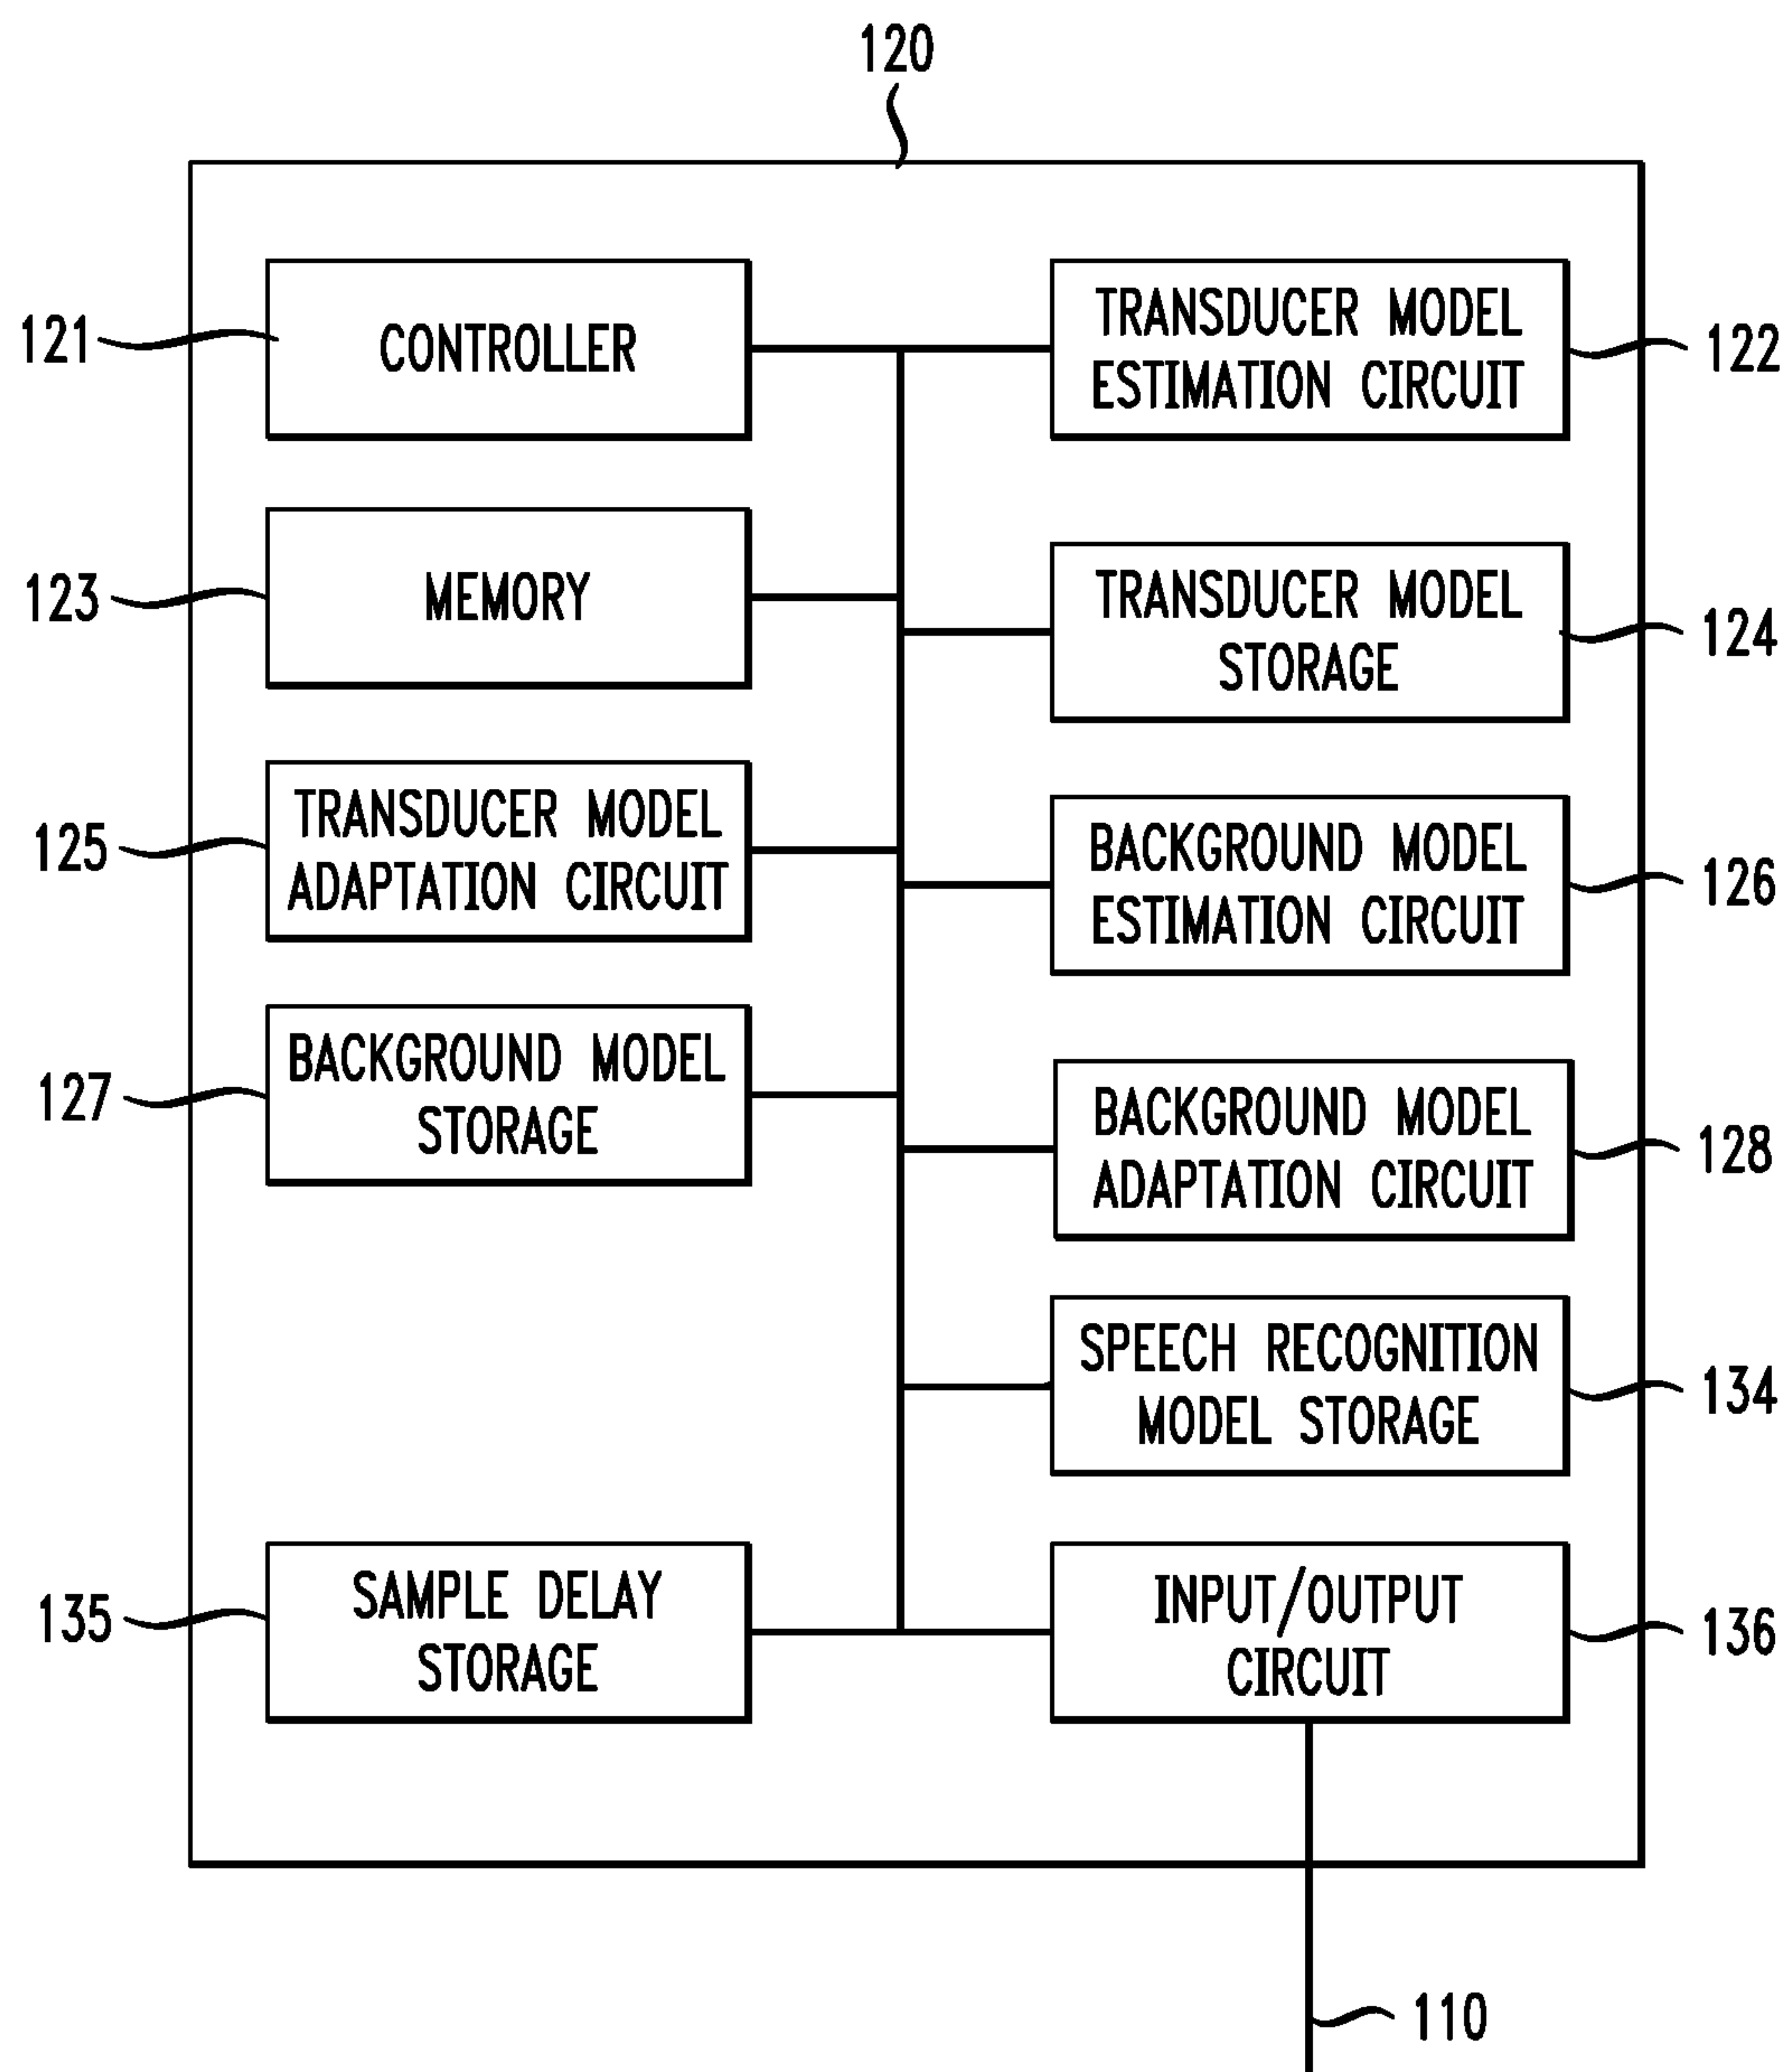 120
121
CONTROLLER
TRANSDUCER MODEL
ESTIMATION CIRCUIT
122
123
MEMORY
TRANSDUCER MODEL
STORAGE
124
125
TRANSDUCER MODEL
ADAPTATION CIRCUIT
BACKGROUND MODEL
ESTIMATION CIRCUIT
126
127
BACKGROUND MODEL
STORAGE
BACKGROUND MODEL
ADAPTATION CIRCUIT
128
SPEECH RECOGNITION
MODEL STORAGE
134
135
SAMPLE DELAY
STORAGE
INPUT/OUTPUT
CIRCUIT
136
110